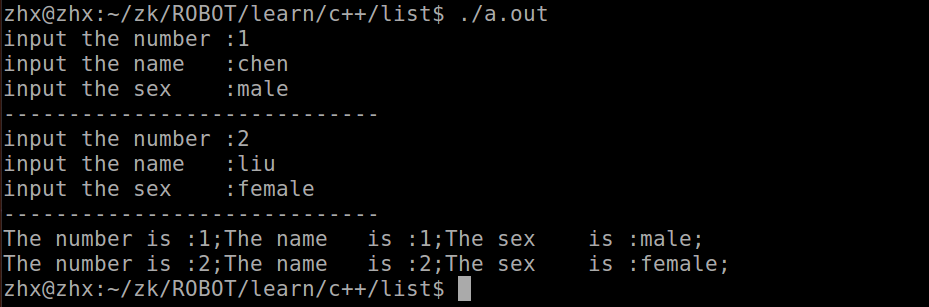 zhx@zhx:~/zk/ROBOT/learn/c++/list$ ./a.out
input the number :1
input the name   :chen
input the sex    :male
-----------------------------
input the number :2
input the name   :liu
input the sex    :female
-----------------------------
The number is :1;The name   is :1;The sex    is :male;
The number is :2;The name   is :2;The sex    is :female;
zhx@zhx:~/zk/ROBOT/learn/c++/list$